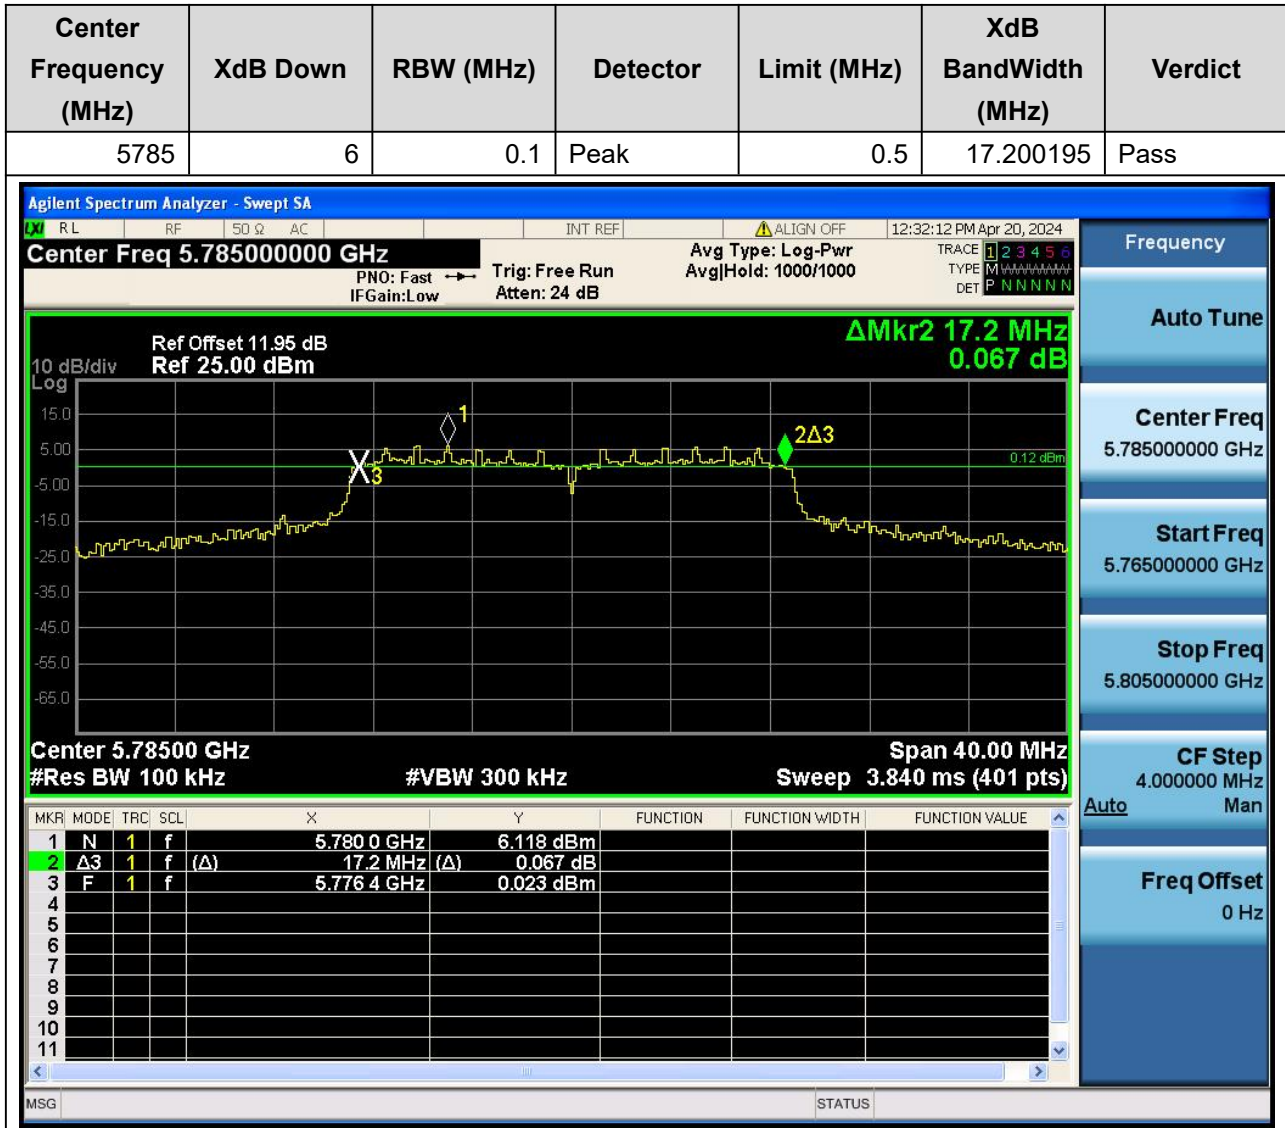 Center Frequency (MHz) XdB Down RBW (MHz) Detector Limit (MHz) XdB BandWidth (MHz) Verdict
5785 6 0.1 Peak 0.5 17.200195 Pass
Agilent Spectrum Analyzer - Swept SA
LXI RL RF 50 Ω AC INT REF ALIGN OFF 12:32:12 PM Apr 20, 2024
Center Freq 5.785000000 GHz
PNO: Fast
IFGain:Low
Trig: Free Run
Atten: 24 dB
Avg Type: Log-Pwr
Avg|Hold: 1000/1000
TRACE 1 2 3 4 5 6
TYPE M
DET P N N N N N
Frequency
Auto Tune
Center Freq
5.785000000 GHz
Start Freq
5.765000000 GHz
Stop Freq
5.805000000 GHz
CF Step
4.000000 MHz
Auto Man
Freq Offset
0 Hz
ΔMkr2 17.2 MHz
0.067 dB
Ref Offset 11.95 dB
10 dB/div Ref 25.00 dBm
Log
15.0
5.00
-5.00
-15.0
-25.0
-35.0
-45.0
-55.0
-65.0
1
2Δ3
3
0.12 dBm
Center 5.78500 GHz Span 40.00 MHz
#Res BW 100 kHz #VBW 300 kHz Sweep 3.840 ms (401 pts)
MKR MODE TRC SCL X Y FUNCTION FUNCTION WIDTH FUNCTION VALUE
1 N 1 f 5.780 0 GHz 6.118 dBm
2 Δ3 1 f (Δ) 17.2 MHz (Δ) 0.067 dB
3 F 1 f 5.776 4 GHz 0.023 dBm
4
5
6
7
8
9
10
11
MSG STATUS